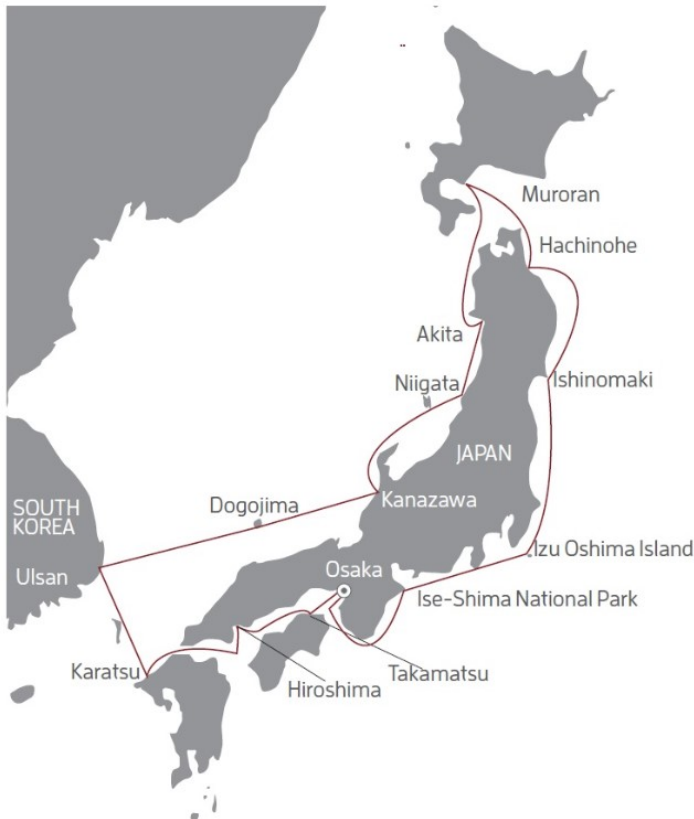 Muroran
Hachinohe
Akita
Niigata
Ishinomaki
JAPAN
Kanazawa
Dogojima
SOUTH
KOREA
Izu Oshima Island
Osaka
Ulsan
Ise-Shima National Park
Karatsu
Takamatsu
Hiroshima